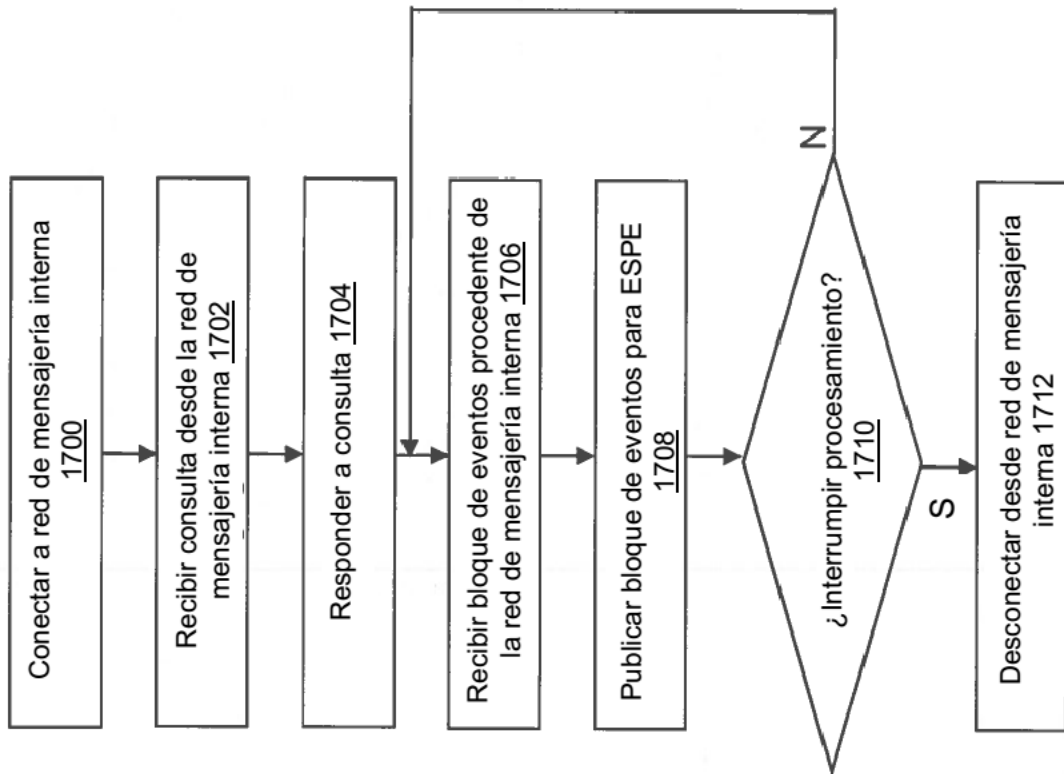 Conectar a red de mensajería interna
1700
Recibir consulta desde la red de
mensajería interna 1702
Responder a consulta 1704
Recibir bloque de eventos procedente de
la red de mensajería interna 1706
Publicar bloque de eventos para ESPE
1708
¿Interrumpir procesamiento?
1710
N
S
Desconectar desde red de mensajería
interna 1712